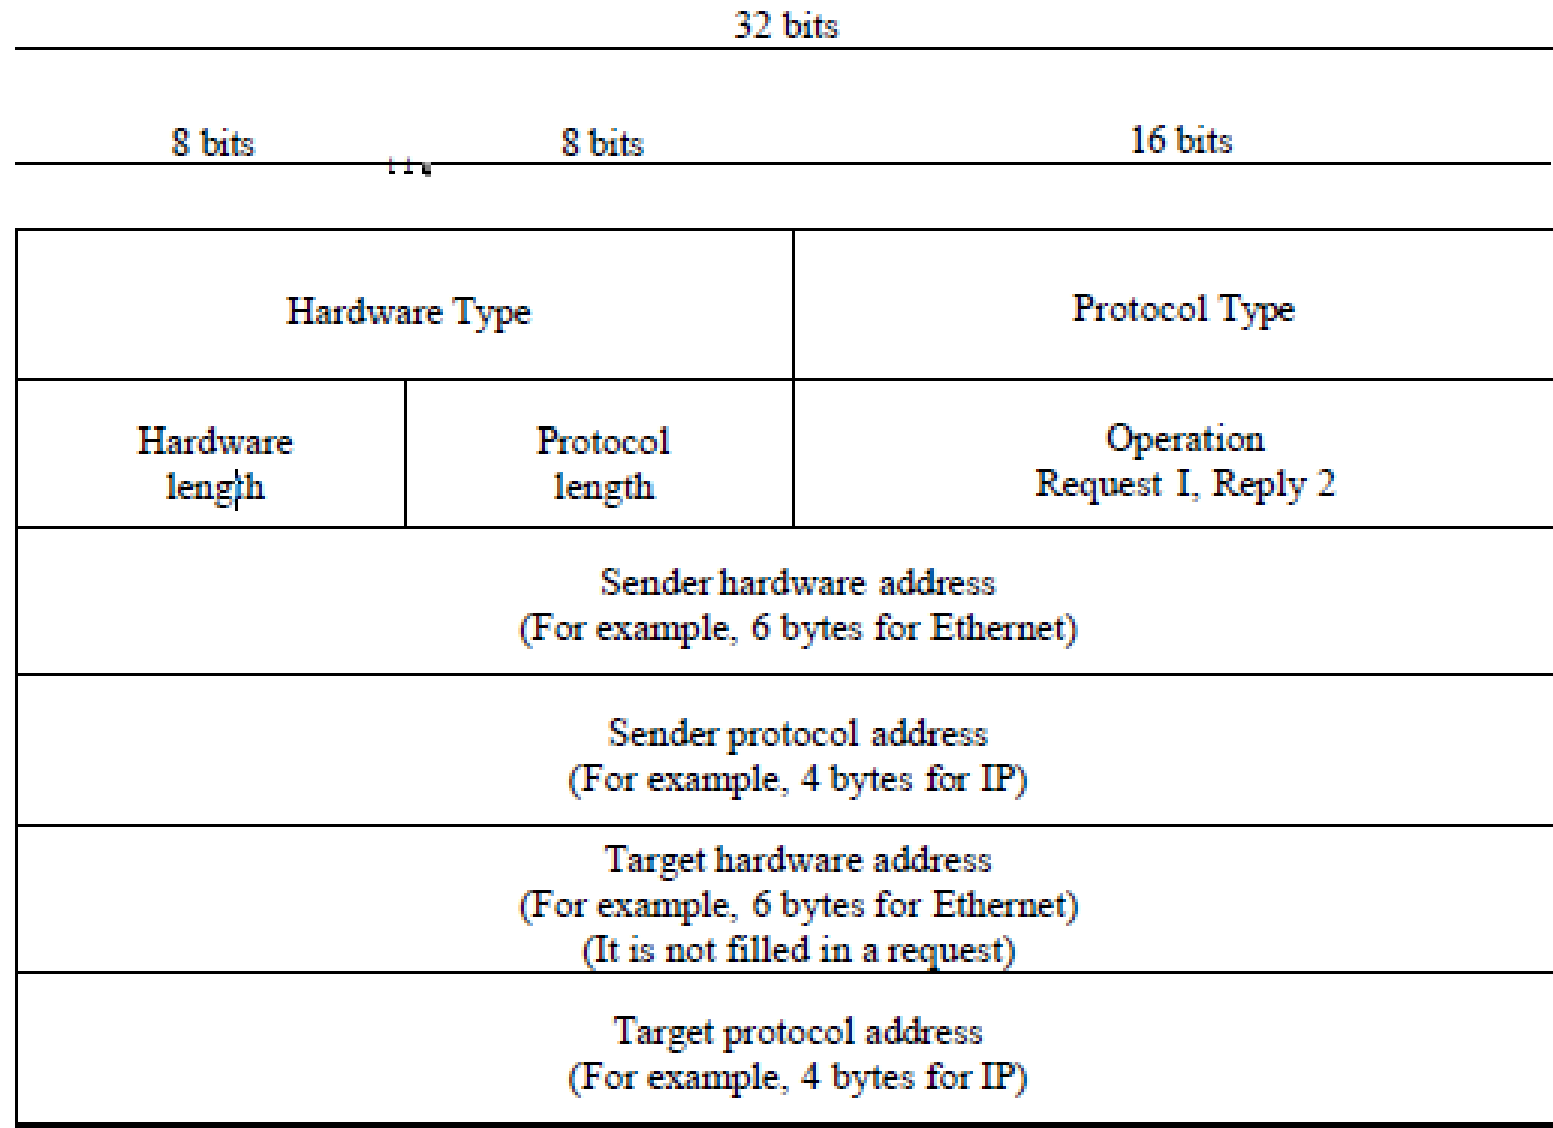 32 bits
8 bits
8 bits
16 bits
Hardware Type
Protocol Type
Hardware
length
Protocol
length
Operation
Request I, Reply 2
Sender hardware address
(For example, 6 bytes for Ethernet)
Sender protocol address
(For example, 4 bytes for IP)
Target hardware address
(For example, 6 bytes for Ethernet)
(It is not filled in a request)
Target protocol address
(For example, 4 bytes for IP)